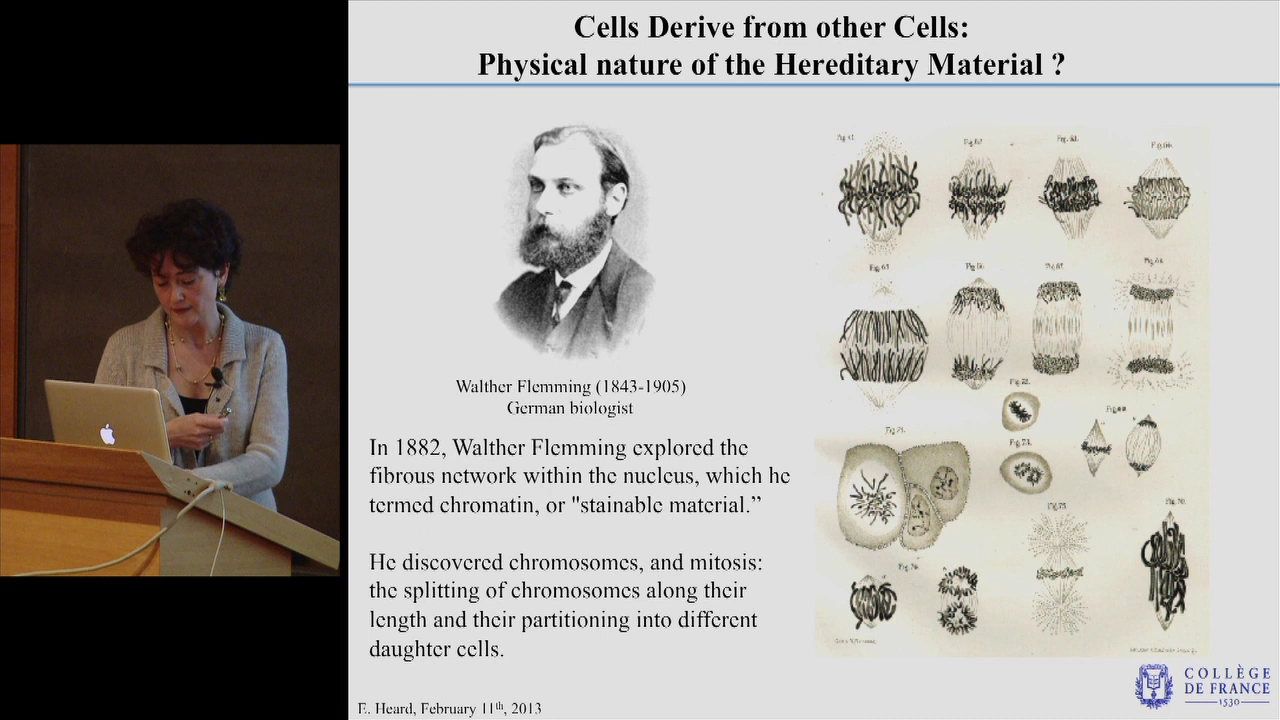 Cells Derive from other Cells:
Physical nature of the Hereditary Material ?
Walther Flemming (1843-1905)
German biologist
In 1882, Walther Flemming explored the
fibrous network within the nucleus, which he
termed chromatin, or "stainable material.”
He discovered chromosomes, and mitosis:
the splitting of chromosomes along their
length and their partitioning into different
daughter cells.
E. Heard, February 11th, 2013
COLLÈGE
DE FRANCE
1530